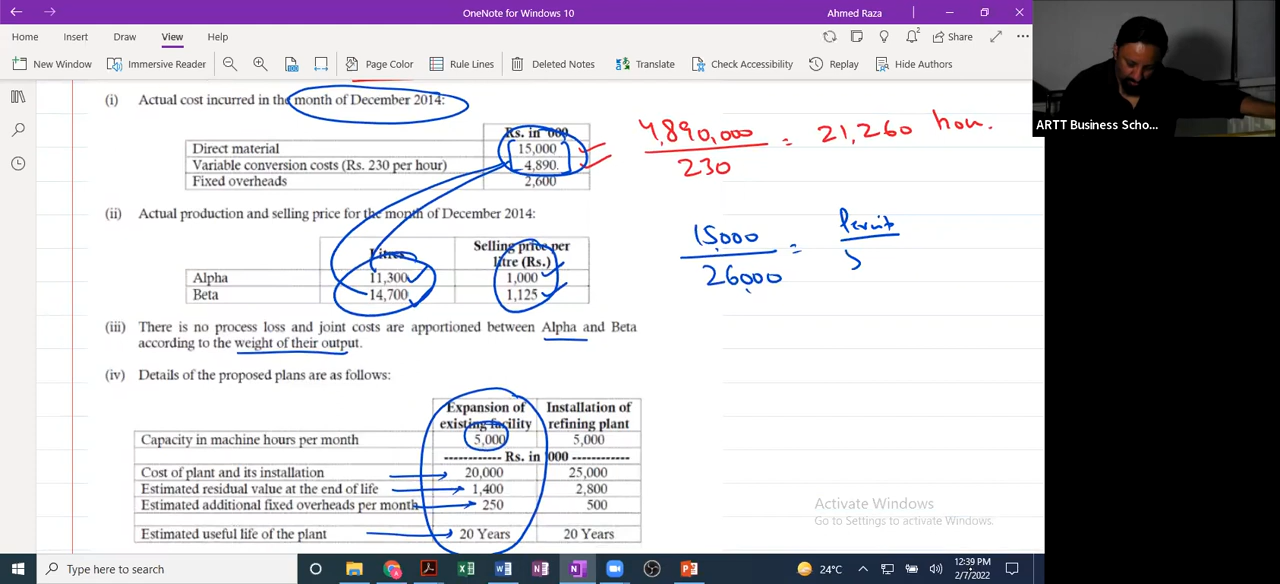 OneNote for Windows 10
Ahmed Raza
Home Insert Draw View Help
Share
New Window Immersive Reader Page Color Rule Lines Deleted Notes Translate Check Accessibility Replay Hide Authors
ARTT Business Scho...
(i) Actual cost incurred in the month of December 2014:
Rs. in '000
Direct material 15,000
Variable conversion costs (Rs. 230 per hour) 4,890.
Fixed overheads 2,600
4,890,000
230
= 21,260 hou.
(ii) Actual production and selling price for the month of December 2014:
Litres Selling price per
litre (Rs.)
Alpha 11,300 1,000
Beta 14,700 1,125
15,000
26,000
= Per unit
(iii) There is no process loss and joint costs are apportioned between Alpha and Beta
according to the weight of their output.
(iv) Details of the proposed plans are as follows:
Expansion of Installation of
existing facility refining plant
Capacity in machine hours per month 5,000 5,000
------------ Rs. in '000 ------------
Cost of plant and its installation 20,000 25,000
Estimated residual value at the end of life 1,400 2,800
Estimated additional fixed overheads per month 250 500
Estimated useful life of the plant 20 Years 20 Years
Activate Windows
Go to Settings to activate Windows.
Type here to search
24°C
12:39 PM
2/7/2022